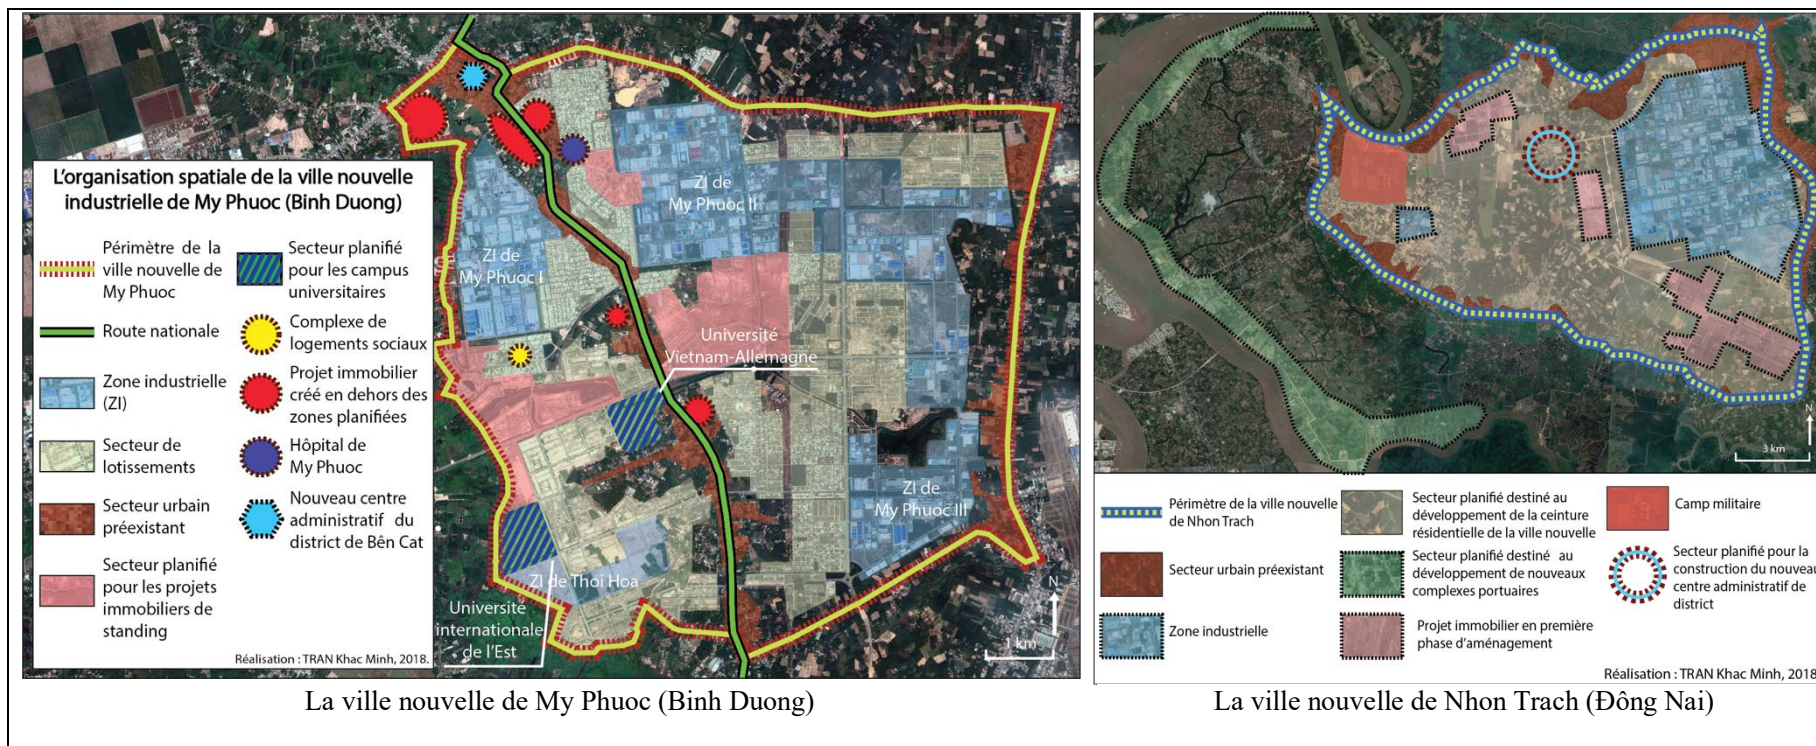 L'organisation spatiale de la ville nouvelle
industrielle de My Phuoc (Binh Duong)
Périmètre de la
ville nouvelle de
My Phuoc
Route nationale
Zone industrielle
(ZI)
Secteur de
lotissements
Secteur urbain
préexistant
Secteur planifié
pour les projets
immobiliers de
standing
Secteur planifié
pour les campus
universitaires
Complexe de
logements sociaux
Projet immobilier
créé en dehors des
zones planifiées
Hôpital de
My Phuoc
Nouveau centre
administratif du
district de Bên Cat
Réalisation : TRAN Khac Minh, 2018.
ZI de
My Phuoc I
ZI de
My Phuoc II
Université
Vietnam-Allemagne
ZI de
My Phuoc III
ZI de Thoi Hoa
Université
internationale
de l'Est
N
1 km
La ville nouvelle de My Phuoc (Binh Duong)
N
3 km
Périmètre de la ville nouvelle
de Nhon Trach
Secteur urbain préexistant
Zone industrielle
Secteur planifié destiné au
développement de la ceinture
résidentielle de la ville nouvelle
Secteur planifié destiné au
développement de nouveaux
complexes portuaires
Projet immobilier en première
phase d'aménagement
Camp militaire
Secteur planifié pour la
construction du nouveau
centre administratif de
district
Réalisation : TRAN Khac Minh, 2018
La ville nouvelle de Nhon Trach (Đông Nai)